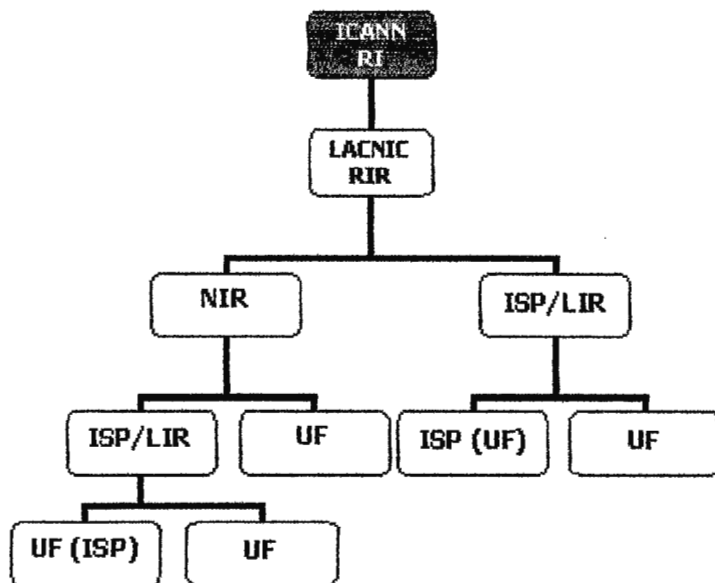 ICANN
RI
LACNIC
RIR
NIR
ISP/LIR
ISP/LIR
UF
ISP (UF)
UF
UF (ISP)
UF